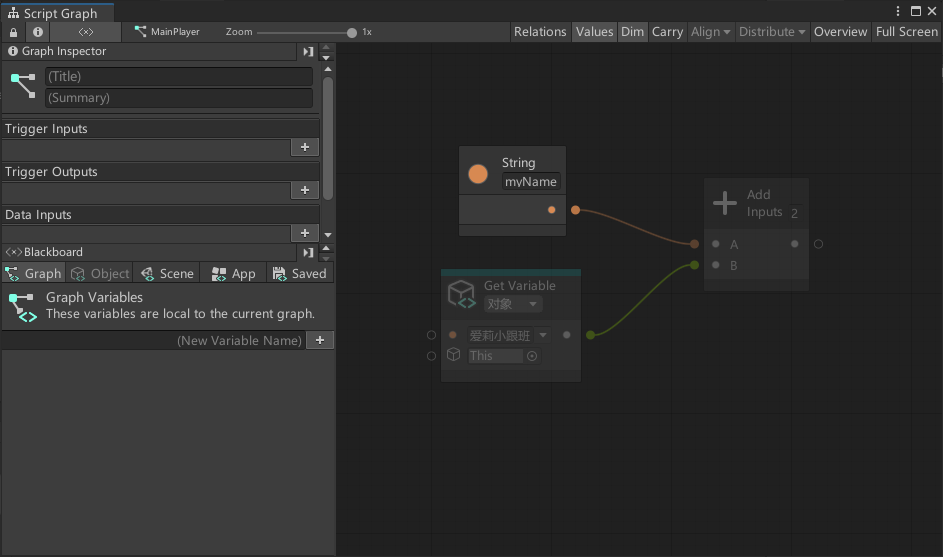 Script Graph
<×> MainPlayer Zoom 1x Relations Values Dim Carry Align Distribute Overview Full Screen
Graph Inspector
(Title)
(Summary)
Trigger Inputs
+
Trigger Outputs
+
Data Inputs
+
<×> Blackboard
Graph Object Scene App Saved
Graph Variables
These variables are local to the current graph.
(New Variable Name) +
String
myName
Add
Inputs 2
A
B
Get Variable
对象
爱莉小跟班
This